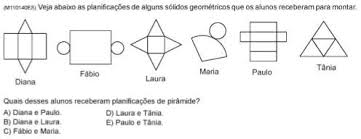 (M110140E6) Veja abaixo as planificações de alguns sólidos geométricos que os alunos receberam para montar.
Diana
Fábio
Laura
Maria
Paulo
Tânia
Quais desses alunos receberam planificações de pirâmide?
A) Diana e Paulo.
B) Diana e Laura.
C) Fábio e Maria.
D) Laura e Tânia.
E) Paulo e Tânia.